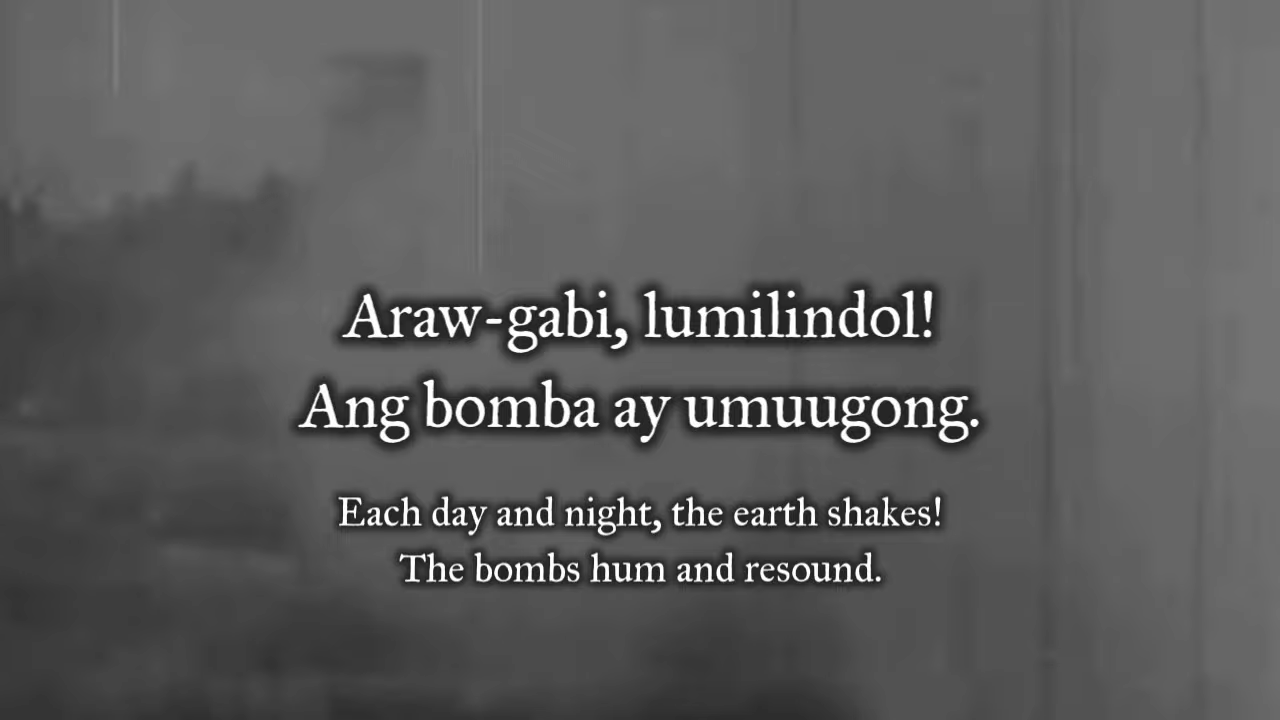 Araw-gabi, lumilindol!
Ang bomba ay umuugong.
Each day and night, the earth shakes!
The bombs hum and resound.